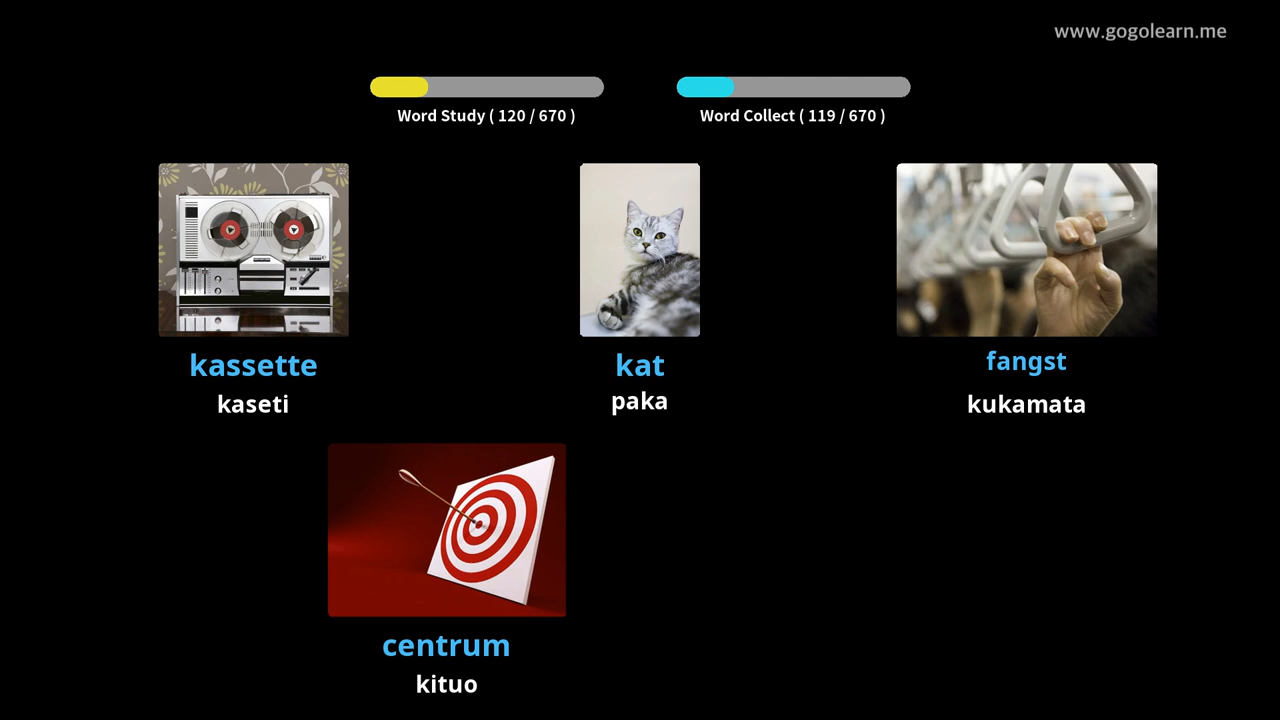 www.gogolearn.me
Word Study ( 120 / 670 )
Word Collect ( 119 / 670 )
kassette
kaseti
kat
paka
fangst
kukamata
centrum
kituo